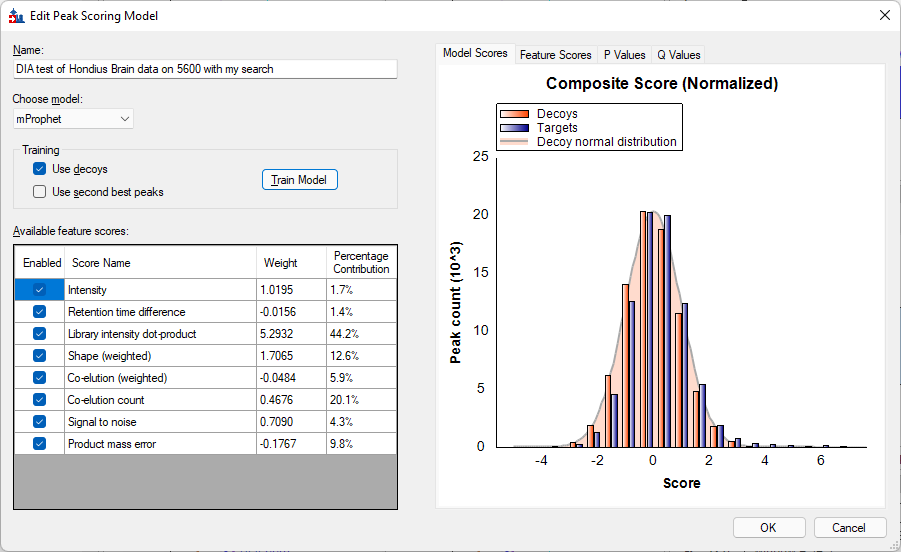 Edit Peak Scoring Model
Name:
DIA test of Hondius Brain data on 5600 with my search
Choose model:
mProphet
Training
Use decoys
Use second best peaks
Train Model
Available feature scores:
Enabled Score Name Weight Percentage Contribution
Intensity 1.0195 1.7%
Retention time difference -0.0156 1.4%
Library intensity dot-product 5.2932 44.2%
Shape (weighted) 1.7065 12.6%
Co-elution (weighted) -0.0484 5.9%
Co-elution count 0.4676 20.1%
Signal to noise 0.7090 4.3%
Product mass error -0.1767 9.8%
Model Scores Feature Scores P Values Q Values
Composite Score (Normalized)
Decoys
Targets
Decoy normal distribution
Peak count (10^3)
25
20
15
10
5
0
-4 -2 0 2 4 6
Score
OK Cancel